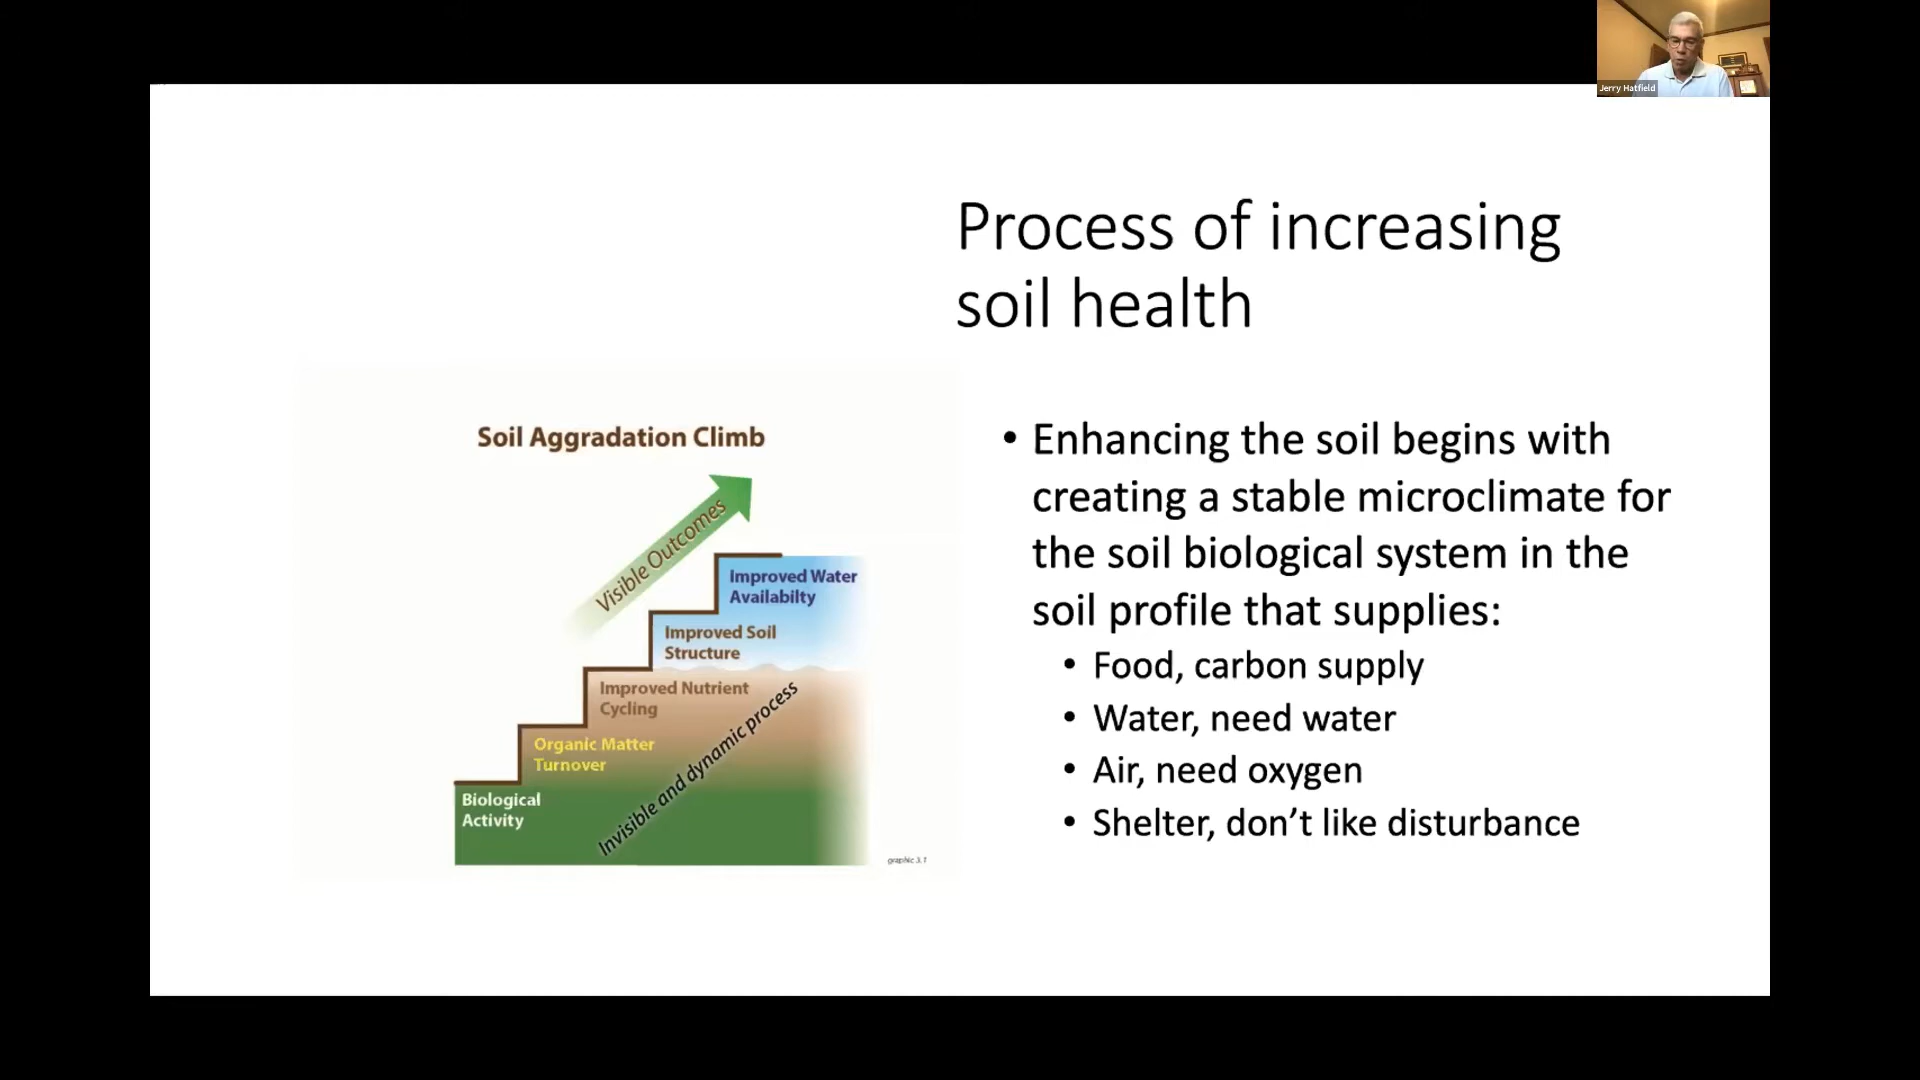 Jerry Hatfield
Process of increasing
soil health
Soil Aggradation Climb
Visible Outcomes
Improved Water
Availabilty
Improved Soil
Structure
Improved Nutrient
Cycling
Organic Matter
Turnover
Biological
Activity
Invisible and dynamic process
graphic 3.1
• Enhancing the soil begins with
creating a stable microclimate for
the soil biological system in the
soil profile that supplies:
• Food, carbon supply
• Water, need water
• Air, need oxygen
• Shelter, don’t like disturbance